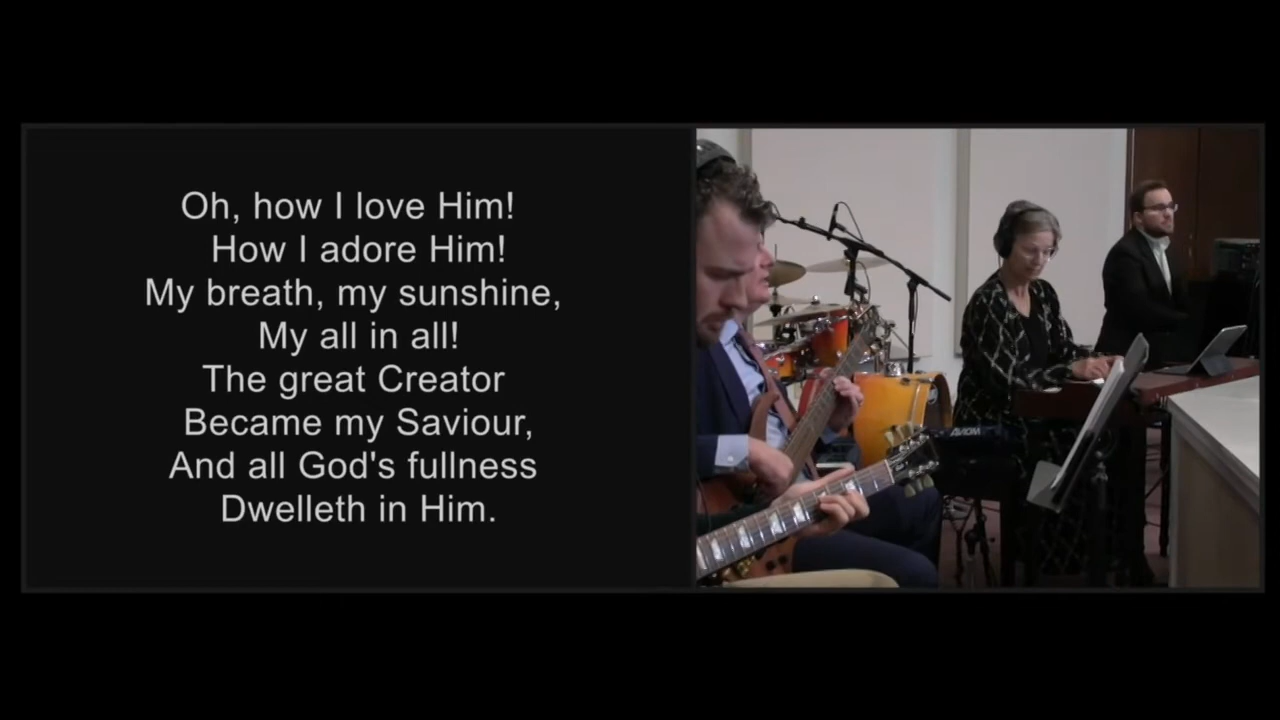 Oh, how I love Him!
How I adore Him!
My breath, my sunshine,
My all in all!
The great Creator
Became my Saviour,
And all God's fullness
Dwelleth in Him.